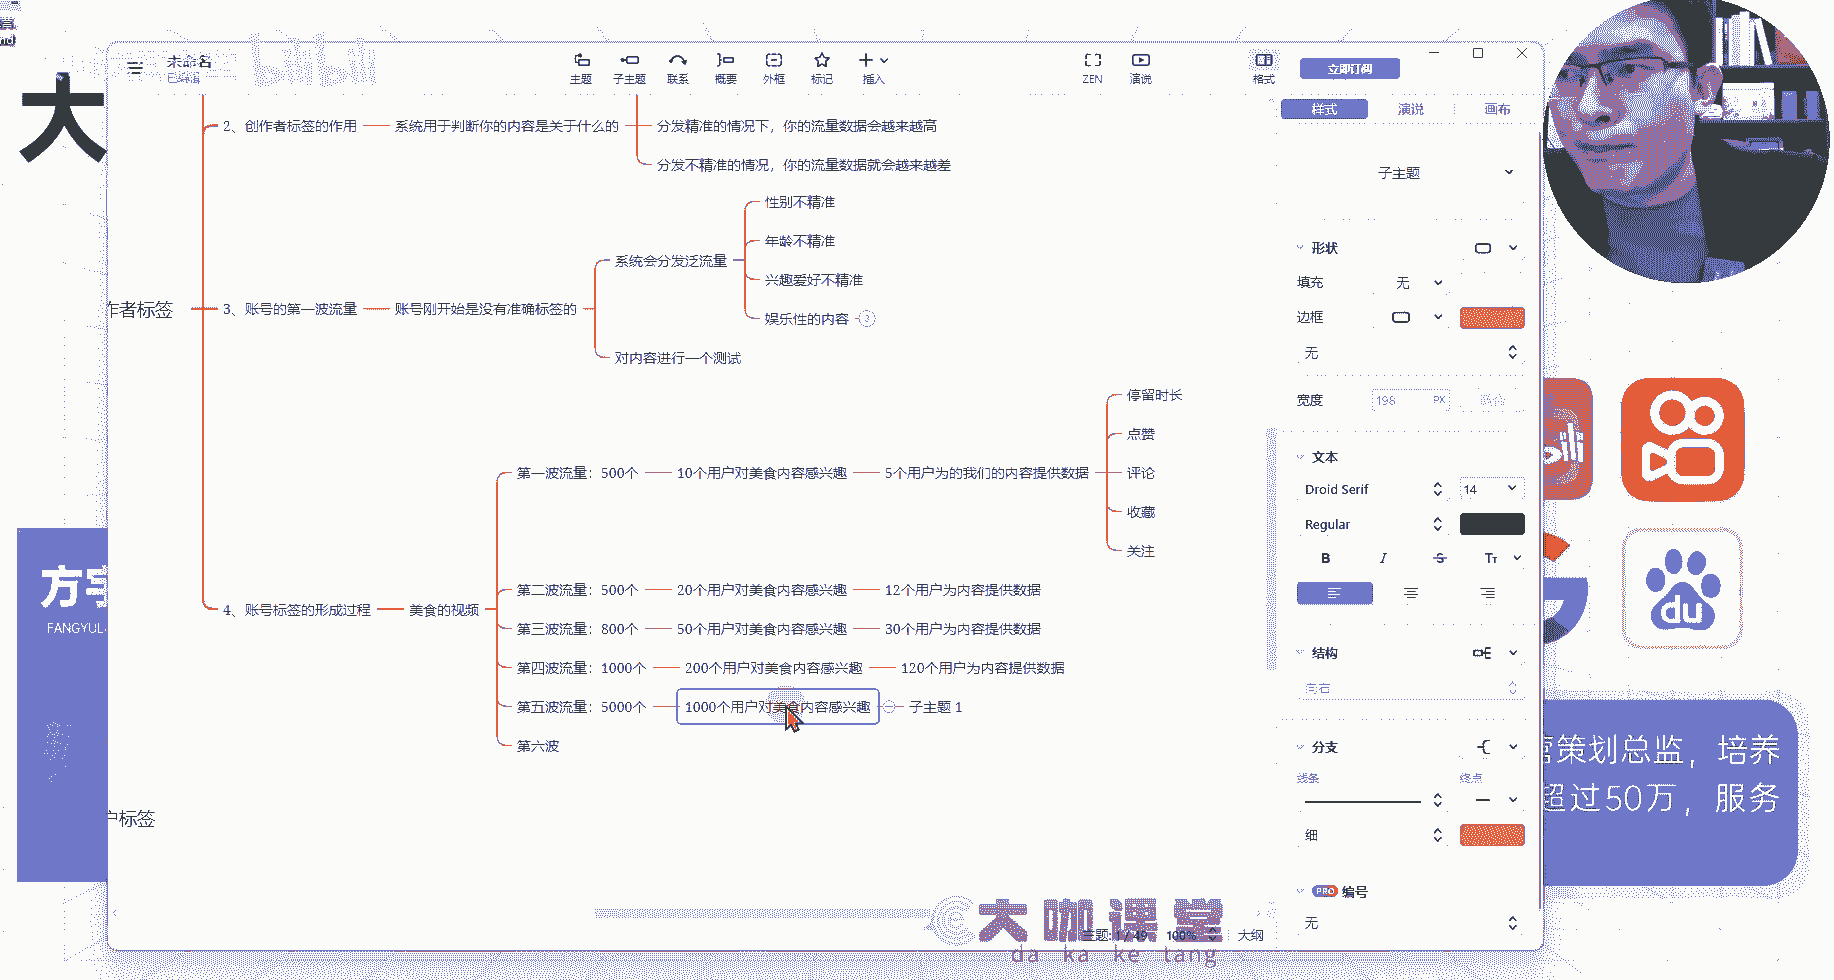 大
bilibili
未命名
主题 子主题 联系 概要 外框 标记 插入
ZEN 演说 格式 立即订阅
样式 演说 画布
2、创作者标签的作用 系统用于判断你的内容是关于什么的 分发精准的情况下，你的流量数据会越来越高
分发不精准的情况，你的流量数据就会越来越差
子主题
性别不精准
年龄不精准
系统会分发泛流量
兴趣爱好不精准
作者标签 3、账号的第一波流量 账号刚开始是没有准确标签的
娱乐性的内容 2
对内容进行一个测试
形状
填充 无
边框
无
宽度 198 PX
停留时长
点赞
第一波流量：500个 10个用户对美食内容感兴趣 5个用户为的我们的内容提供数据 评论
收藏
关注
文本
Droid Serif 14
Regular
B I S Tт
第二波流量：500个 20个用户对美食内容感兴趣 12个用户为内容提供数据
4、账号标签的形成过程 美食的视频
第三波流量：800个 50个用户对美食内容感兴趣 30个用户为内容提供数据
第四波流量：1000个 200个用户对美食内容感兴趣 120个用户为内容提供数据
第五波流量：5000个 1000个用户对美食内容感兴趣 子主题 1
第六波
结构
向右
分支
线条 终点
细
PRO 编号
无
户标签
方宇
FANGYUL
du
营策划总监，培养
超过50万，服务
大咖课堂
da ka ke tang
主题: 1 / 49 100% 大纲